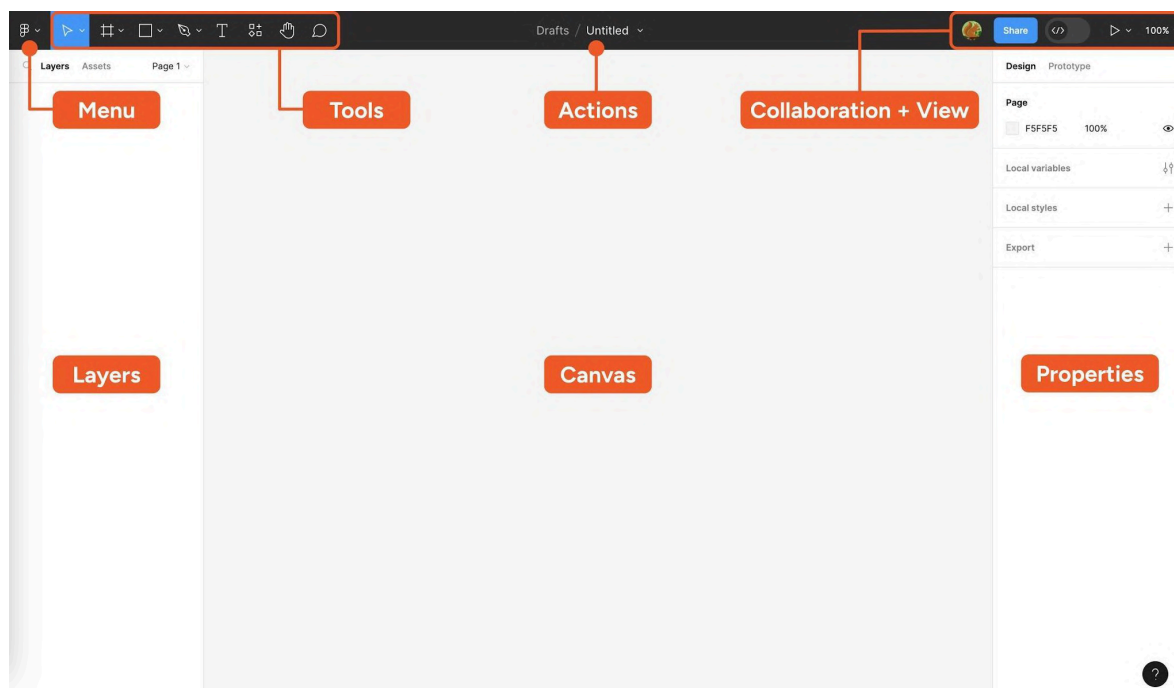 Drafts / Untitled
Share
</>
100%
Layers Assets Page 1
Design Prototype
Menu
Tools
Actions
Collaboration + View
Page
F5F5F5 100%
Local variables
Local styles
Export
Layers
Canvas
Properties
?